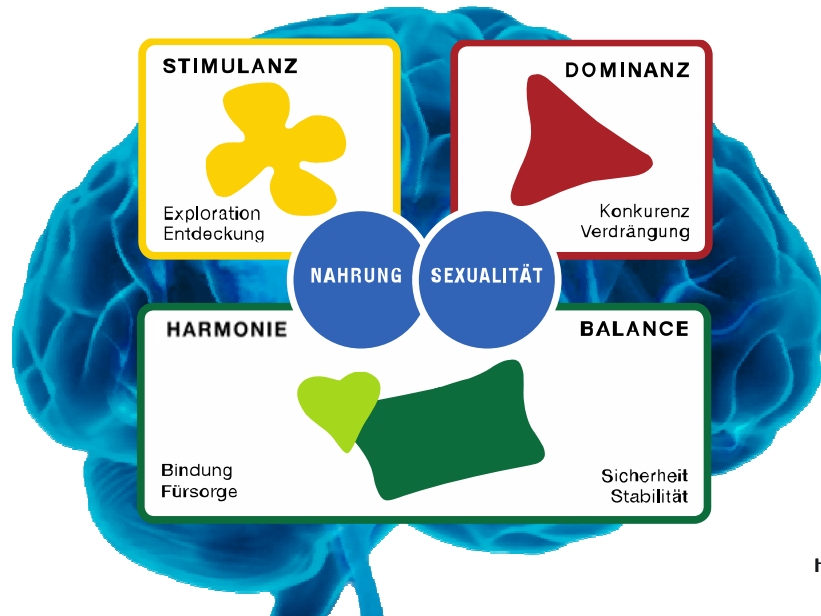 STIMULANZ
Exploration
Entdeckung
DOMINANZ
Konkurenz
Verdrängung
NAHRUNG
SEXUALITÄT
HARMONIE
Bindung
Fürsorge
BALANCE
Sicherheit
Stabilität